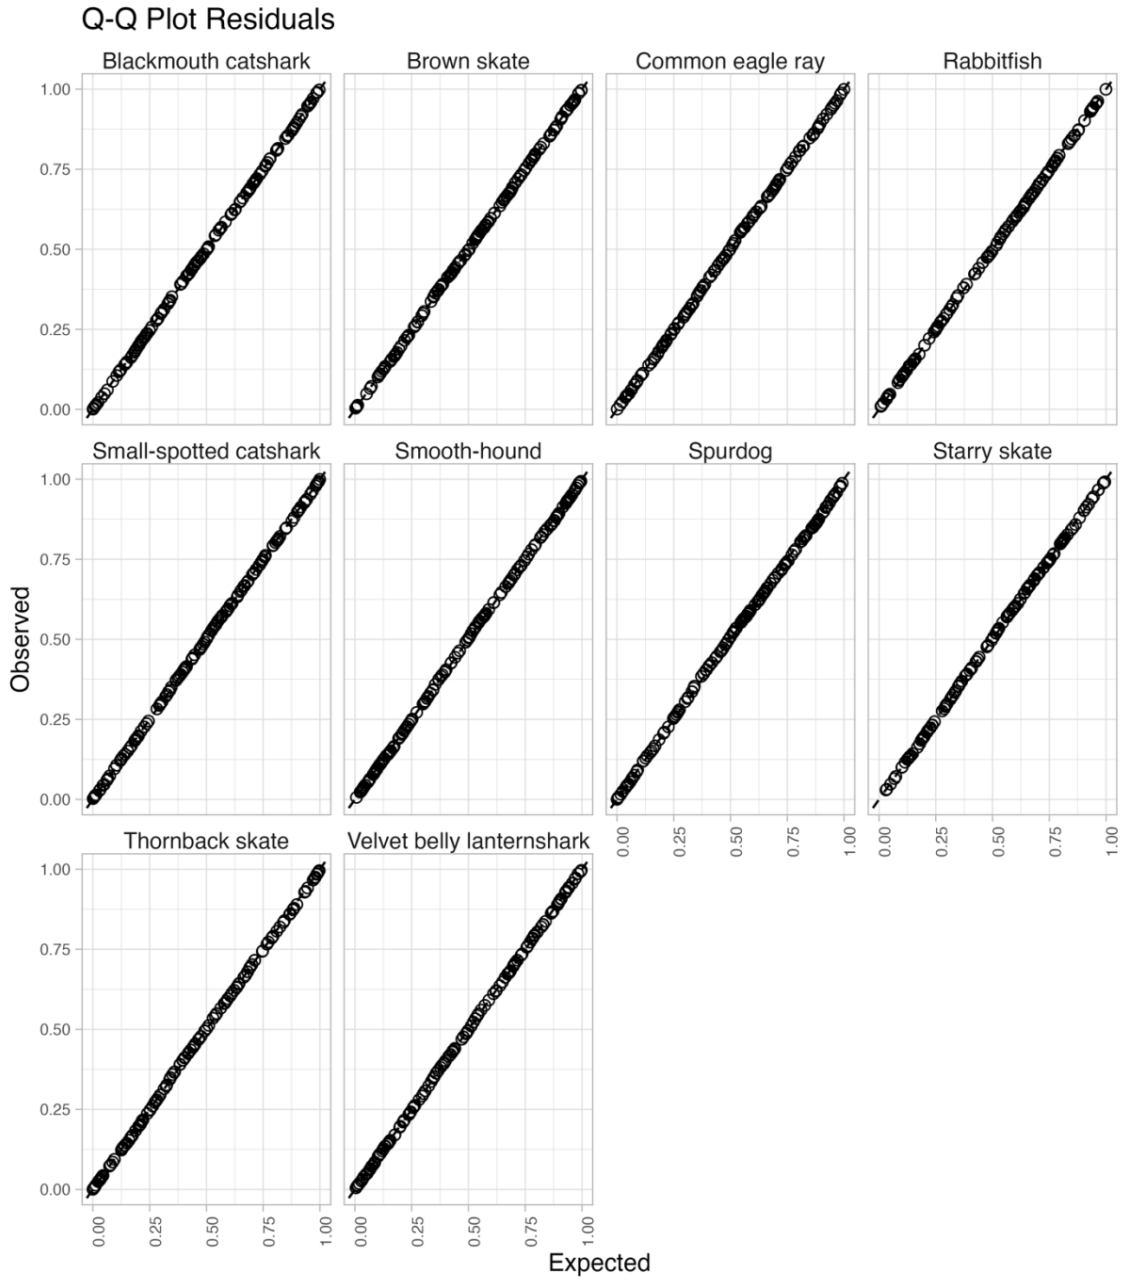 Q-Q Plot Residuals
Blackmouth catshark Brown skate Common eagle ray Rabbitfish
1.00
0.75
0.50
0.25
0.00
Small-spotted catshark Smooth-hound Spurdog Starry skate
1.00
0.75
0.50
0.25
0.00
Observed
0.00 0.25 0.50 0.75 1.00 0.00 0.25 0.50 0.75 1.00
Thornback skate Velvet belly lanternshark
1.00
0.75
0.50
0.25
0.00
0.00 0.25 0.50 0.75 1.00 0.00 0.25 0.50 0.75 1.00
Expected